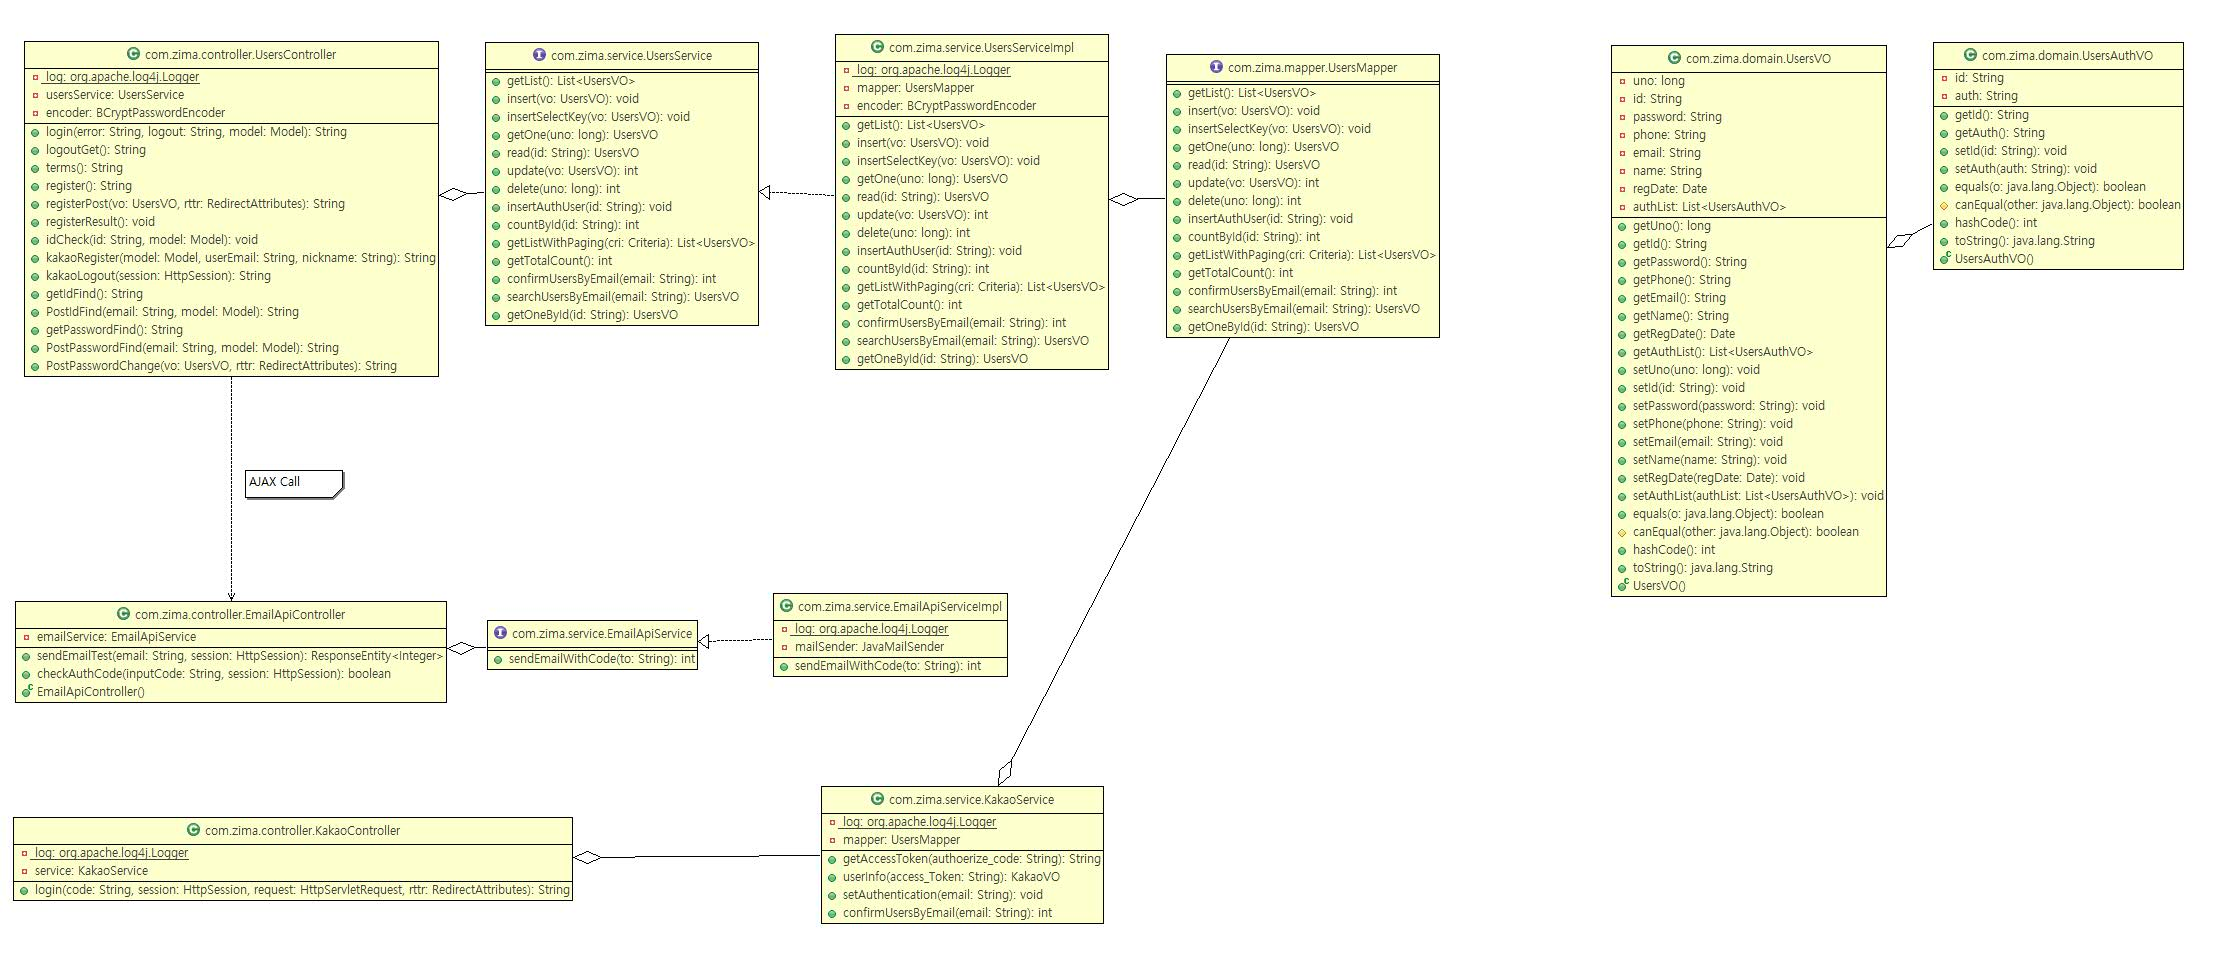 com.zima.controller.UsersController
log: org.apache.log4j.Logger
usersService: UsersService
encoder: BCryptPasswordEncoder
login(error: String, logout: String, model: Model): String
logoutGet(): String
terms(): String
register(): String
registerPost(vo: UsersVO, rttr: RedirectAttributes): String
registerResult(): void
idCheck(id: String, model: Model): void
kakaoRegister(model: Model, userEmail: String, nickname: String): String
kakaoLogout(session: HttpSession): String
getIdFind(): String
PostIdFind(email: String, model: Model): String
getPasswordFind(): String
PostPasswordFind(email: String, model: Model): String
PostPasswordChange(vo: UsersVO, rttr: RedirectAttributes): String
com.zima.service.UsersService
getList(): List<UsersVO>
insert(vo: UsersVO): void
insertSelectKey(vo: UsersVO): void
getOne(uno: long): UsersVO
read(id: String): UsersVO
update(vo: UsersVO): int
delete(uno: long): int
insertAuthUser(id: String): void
countById(id: String): int
getListWithPaging(cri: Criteria): List<UsersVO>
getTotalCount(): int
confirmUsersByEmail(email: String): int
searchUsersByEmail(email: String): UsersVO
getOneById(id: String): UsersVO
com.zima.service.UsersServiceImpl
log: org.apache.log4j.Logger
mapper: UsersMapper
encoder: BCryptPasswordEncoder
getList(): List<UsersVO>
insert(vo: UsersVO): void
insertSelectKey(vo: UsersVO): void
getOne(uno: long): UsersVO
read(id: String): UsersVO
update(vo: UsersVO): int
delete(uno: long): int
insertAuthUser(id: String): void
countById(id: String): int
getListWithPaging(cri: Criteria): List<UsersVO>
getTotalCount(): int
confirmUsersByEmail(email: String): int
searchUsersByEmail(email: String): UsersVO
getOneById(id: String): UsersVO
com.zima.mapper.UsersMapper
getList(): List<UsersVO>
insert(vo: UsersVO): void
insertSelectKey(vo: UsersVO): void
getOne(uno: long): UsersVO
read(id: String): UsersVO
update(vo: UsersVO): int
delete(uno: long): int
insertAuthUser(id: String): void
countById(id: String): int
getListWithPaging(cri: Criteria): List<UsersVO>
getTotalCount(): int
confirmUsersByEmail(email: String): int
searchUsersByEmail(email: String): UsersVO
getOneById(id: String): UsersVO
com.zima.domain.UsersVO
uno: long
id: String
password: String
phone: String
email: String
name: String
regDate: Date
authList: List<UsersAuthVO>
getUno(): long
getId(): String
getPassword(): String
getPhone(): String
getEmail(): String
getName(): String
getRegDate(): Date
getAuthList(): List<UsersAuthVO>
setUno(uno: long): void
setId(id: String): void
setPassword(password: String): void
setPhone(phone: String): void
setEmail(email: String): void
setName(name: String): void
setRegDate(regDate: Date): void
setAuthList(authList: List<UsersAuthVO>): void
equals(o: java.lang.Object): boolean
canEqual(other: java.lang.Object): boolean
hashCode(): int
toString(): java.lang.String
UsersVO()
com.zima.domain.UsersAuthVO
id: String
auth: String
getId(): String
getAuth(): String
setId(id: String): void
setAuth(auth: String): void
equals(o: java.lang.Object): boolean
canEqual(other: java.lang.Object): boolean
hashCode(): int
toString(): java.lang.String
UsersAuthVO()
AJAX Call
com.zima.controller.EmailApiController
emailService: EmailApiService
sendEmailTest(email: String, session: HttpSession): ResponseEntity<Integer>
checkAuthCode(inputCode: String, session: HttpSession): boolean
EmailApiController()
com.zima.service.EmailApiService
sendEmailWithCode(to: String): int
com.zima.service.EmailApiServiceImpl
log: org.apache.log4j.Logger
mailSender: JavaMailSender
sendEmailWithCode(to: String): int
com.zima.controller.KakaoController
log: org.apache.log4j.Logger
service: KakaoService
login(code: String, session: HttpSession, request: HttpServletRequest, rttr: RedirectAttributes): String
com.zima.service.KakaoService
log: org.apache.log4j.Logger
mapper: UsersMapper
getAccessToken(authoerize_code: String): String
userInfo(access_Token: String): KakaoVO
setAuthentication(email: String): void
confirmUsersByEmail(email: String): int